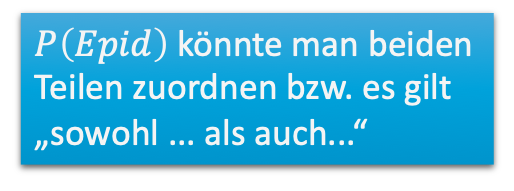 P(Epid) könnte man beiden
Teilen zuordnen bzw. es gilt
„sowohl ... als auch...“